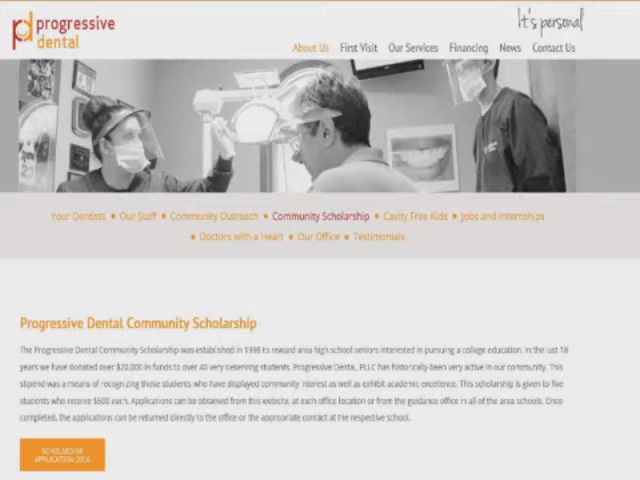 progressive
dental
It's personal
About Us First Visit Our Services Financing News Contact Us
Your Dentists • Our Staff • Community Outreach • Community Scholarship • Cavity Free Kids • Jobs and Internships
• Doctors with a Heart • Our Office • Testimonials
Progressive Dental Community Scholarship
The Progressive Dental Community Scholarship was established in 1998 to reward area high school seniors interested in pursuing a college education. In the last 18
years we have donated over $20,000 in funds to over 40 very deserving students. Progressive Dental, PLLC has historically been very active in our community. This
stipend was a means of recognizing those students who have displayed community interest as well as exhibit academic excellence. This scholarship is given to five
students who receive $500 each. Applications can be obtained from this website, at each office location or from the guidance office in all of the area schools. Once
completed, the applications can be returned directly to the office or the appropriate contact at the respective school.
SCHOLARSHIP
APPLICATION 2016